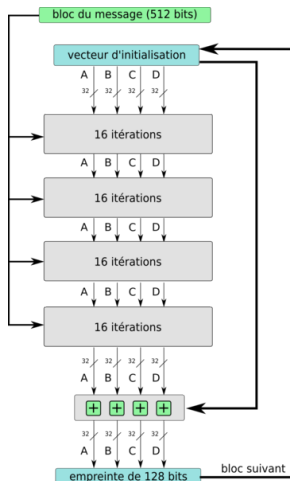 bloc du message (512 bits)
vecteur d'initialisation
A B C D
32 32 32 32
16 itérations
A B C D
16 itérations
A B C D
16 itérations
A B C D
16 itérations
32 32 32 32
A B C D
+ + + +
32 32 32 32
A B C D
bloc suivant
empreinte de 128 bits